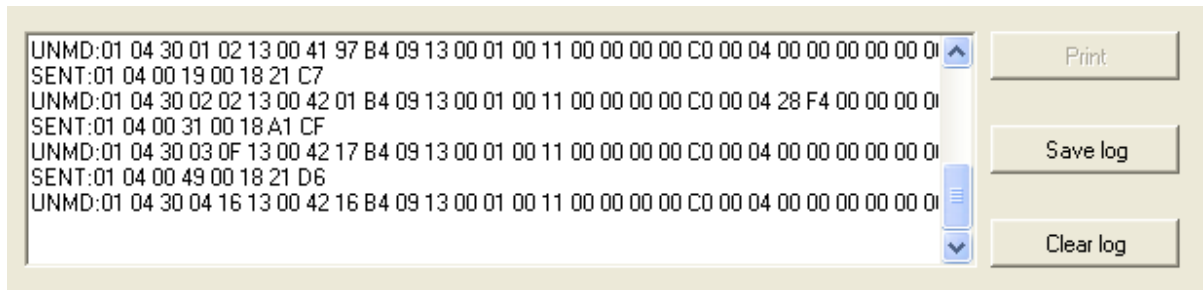 UNMD:01 04 30 01 02 13 00 41 97 B4 09 13 00 01 00 11 00 00 00 00 C0 00 04 00 00 00 00 00
SENT:01 04 00 19 00 18 21 C7
UNMD:01 04 30 02 02 13 00 42 01 B4 09 13 00 01 00 11 00 00 00 00 C0 00 04 28 F4 00 00 00
SENT:01 04 00 31 00 18 A1 CF
UNMD:01 04 30 03 0F 13 00 42 17 B4 09 13 00 01 00 11 00 00 00 00 C0 00 04 00 00 00 00 00
SENT:01 04 00 49 00 18 21 D6
UNMD:01 04 30 04 16 13 00 42 16 B4 09 13 00 01 00 11 00 00 00 00 C0 00 04 00 00 00 00 00
Print
Save log
Clear log